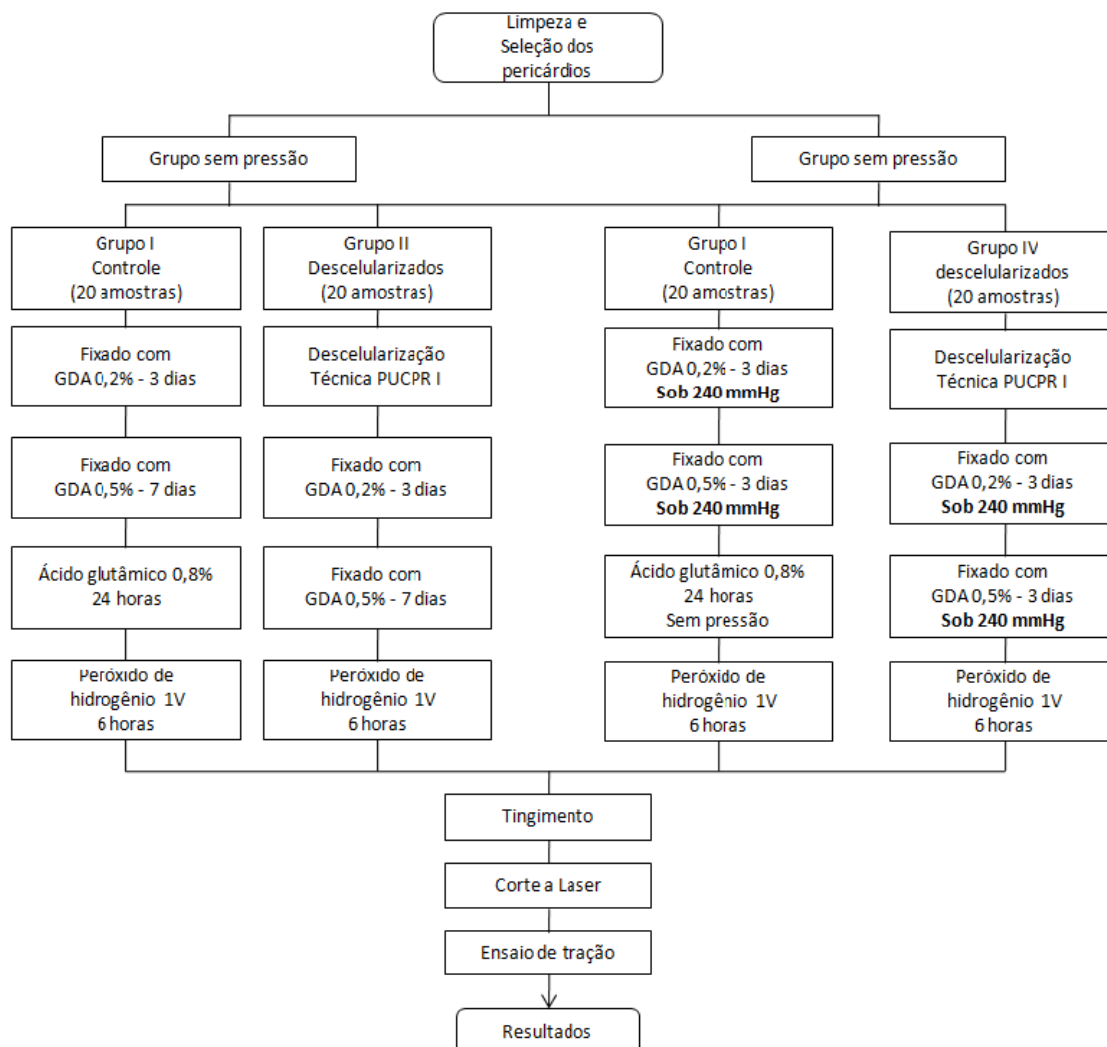 Limpeza e
Seleção dos
pericárdios
Grupo sem pressão
Grupo sem pressão
Grupo I
Controle
(20 amostras)
Grupo II
Descelularizados
(20 amostras)
Grupo I
Controle
(20 amostras)
Grupo IV
descelularizados
(20 amostras)
Fixado com
GDA 0,2% - 3 dias
Descelularização
Técnica PUCPR I
Fixado com
GDA 0,2% - 3 dias
Sob 240 mmHg
Descelularização
Técnica PUCPR I
Fixado com
GDA 0,5% - 7 dias
Fixado com
GDA 0,2% - 3 dias
Fixado com
GDA 0,5% - 3 dias
Sob 240 mmHg
Fixado com
GDA 0,2% - 3 dias
Sob 240 mmHg
Ácido glutâmico 0,8%
24 horas
Fixado com
GDA 0,5% - 7 dias
Ácido glutâmico 0,8%
24 horas
Sem pressão
Fixado com
GDA 0,5% - 3 dias
Sob 240 mmHg
Peróxido de
hidrogênio 1V
6 horas
Peróxido de
hidrogênio 1V
6 horas
Peróxido de
hidrogênio 1V
6 horas
Peróxido de
hidrogênio 1V
6 horas
Tingimento
Corte a Laser
Ensaio de tração
Resultados